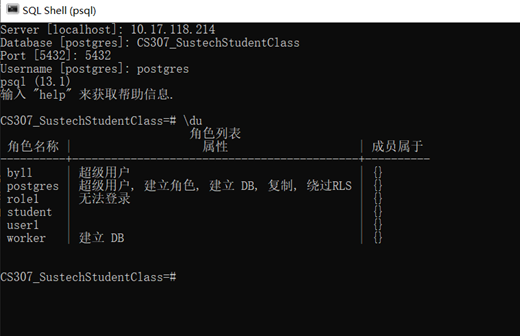 SQL Shell (psql)
Server [localhost]: 10.17.118.214
Database [postgres]: CS307_SustechStudentClass
Port [5432]: 5432
Username [postgres]: postgres
psql (13.1)
输入 "help" 来获取帮助信息.
CS307_SustechStudentClass=# \du
角色列表
角色名称 | 属性 | 成员属于
----------+--------------------------------------------+----------
byll | 超级用户 | {}
postgres | 超级用户, 建立角色, 建立 DB, 复制, 绕过RLS | {}
role1 | 无法登录 | {}
student | | {}
user1 | | {}
worker | 建立 DB | {}
CS307_SustechStudentClass=#